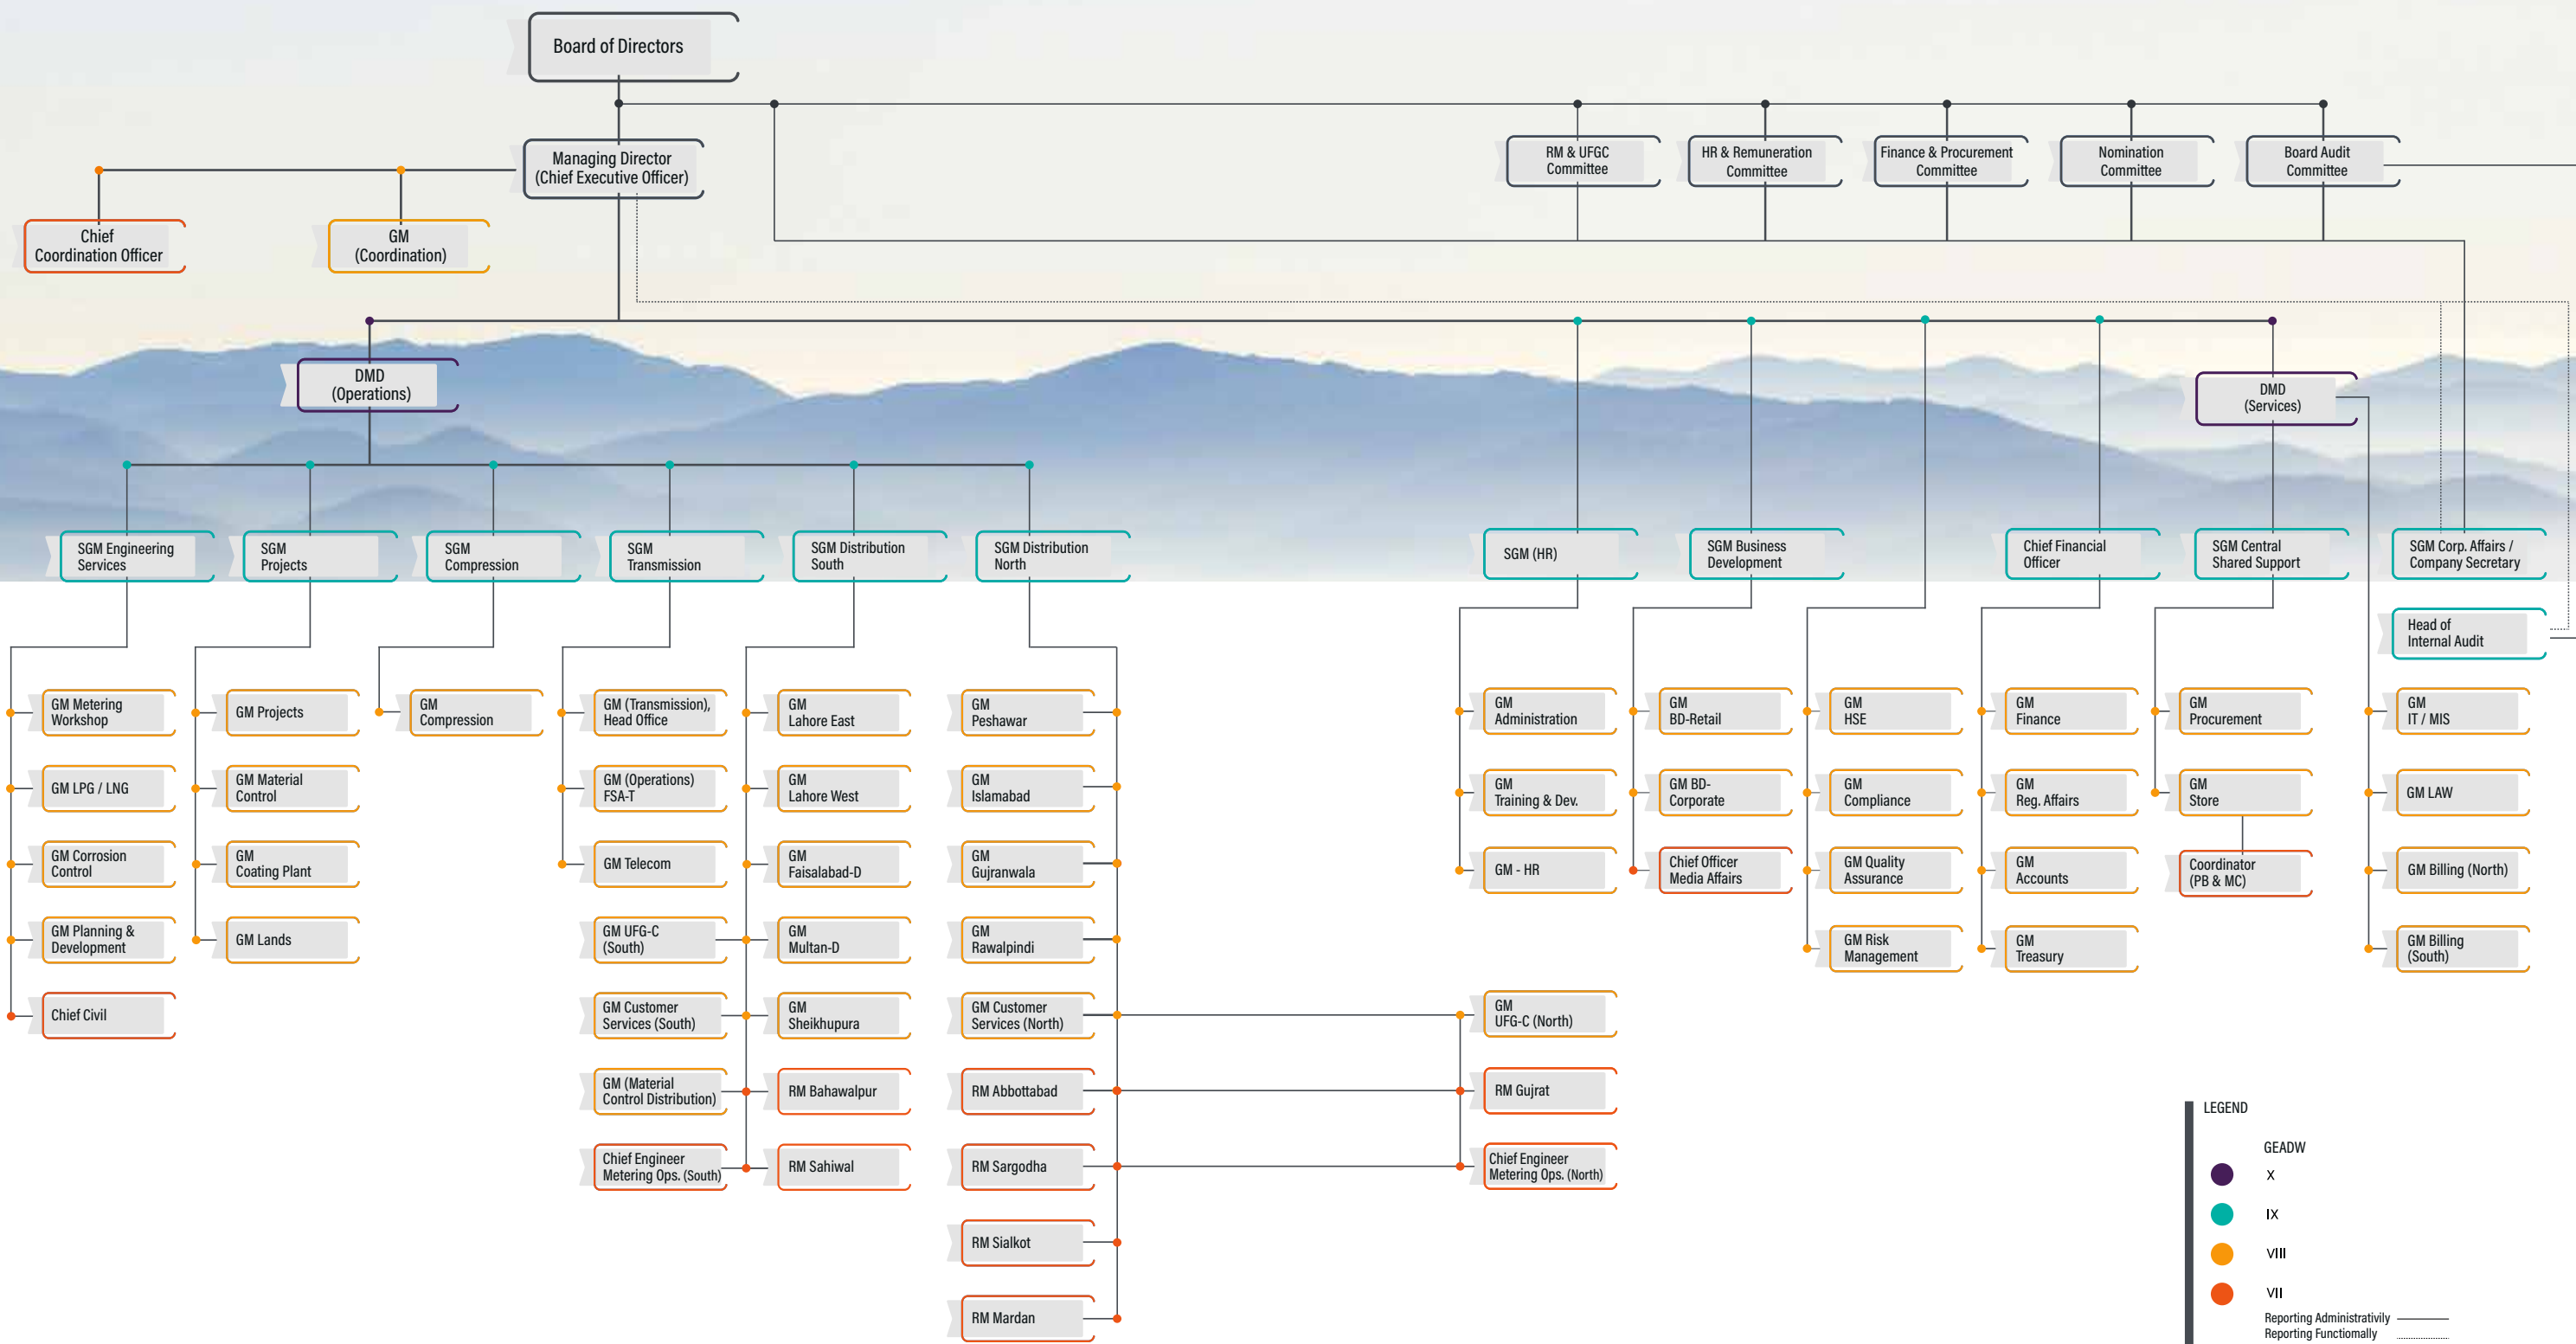 Board of Directors
Managing Director
(Chief Executive Officer)
RM & UFGC
Committee
HR & Remuneration
Committee
Finance & Procurement
Committee
Nomination
Committee
Board Audit
Committee
Chief
Coordination Officer
GM
(Coordination)
DMD
(Operations)
DMD
(Services)
SGM Engineering
Services
SGM
Projects
SGM
Compression
SGM
Transmission
SGM Distribution
South
SGM Distribution
North
SGM (HR)
SGM Business
Development
Chief Financial
Officer
SGM Central
Shared Support
SGM Corp. Affairs /
Company Secretary
Head of
Internal Audit
GM Metering
Workshop
GM LPG / LNG
GM Corrosion
Control
GM Planning &
Development
Chief Civil
GM Projects
GM Material
Control
GM
Coating Plant
GM Lands
GM
Compression
GM (Transmission),
Head Office
GM (Operations)
FSA-T
GM Telecom
GM UFG-C
(South)
GM Customer
Services (South)
GM (Material
Control Distribution)
Chief Engineer
Metering Ops. (South)
GM
Lahore East
GM
Lahore West
GM
Faisalabad-D
GM
Multan-D
GM
Sheikhupura
RM Bahawalpur
RM Sahiwal
GM
Peshawar
GM
Islamabad
GM
Gujranwala
GM
Rawalpindi
GM Customer
Services (North)
RM Abbottabad
RM Sargodha
RM Sialkot
RM Mardan
GM
Administration
GM
Training & Dev.
GM - HR
GM
UFG-C (North)
RM Gujrat
Chief Engineer
Metering Ops. (North)
GM
BD-Retail
GM BD-
Corporate
Chief Officer
Media Affairs
GM
HSE
GM
Compliance
GM Quality
Assurance
GM Risk
Management
GM
Finance
GM
Reg. Affairs
GM
Accounts
GM
Treasury
GM
Procurement
GM
Store
Coordinator
(PB & MC)
GM
IT / MIS
GM LAW
GM Billing (North)
GM Billing
(South)
LEGEND
GEADW
X
IX
VIII
VII
Reporting Administrativily
Reporting Functiomally